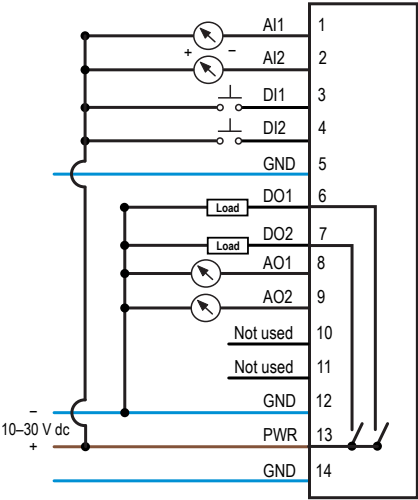 AI1 1
+ −
AI2 2
DI1 3
DI2 4
GND 5
DO1 6
Load
DO2 7
Load
AO1 8
AO2 9
Not used 10
Not used 11
−
GND 12
10–30 V dc
PWR 13
+
GND 14